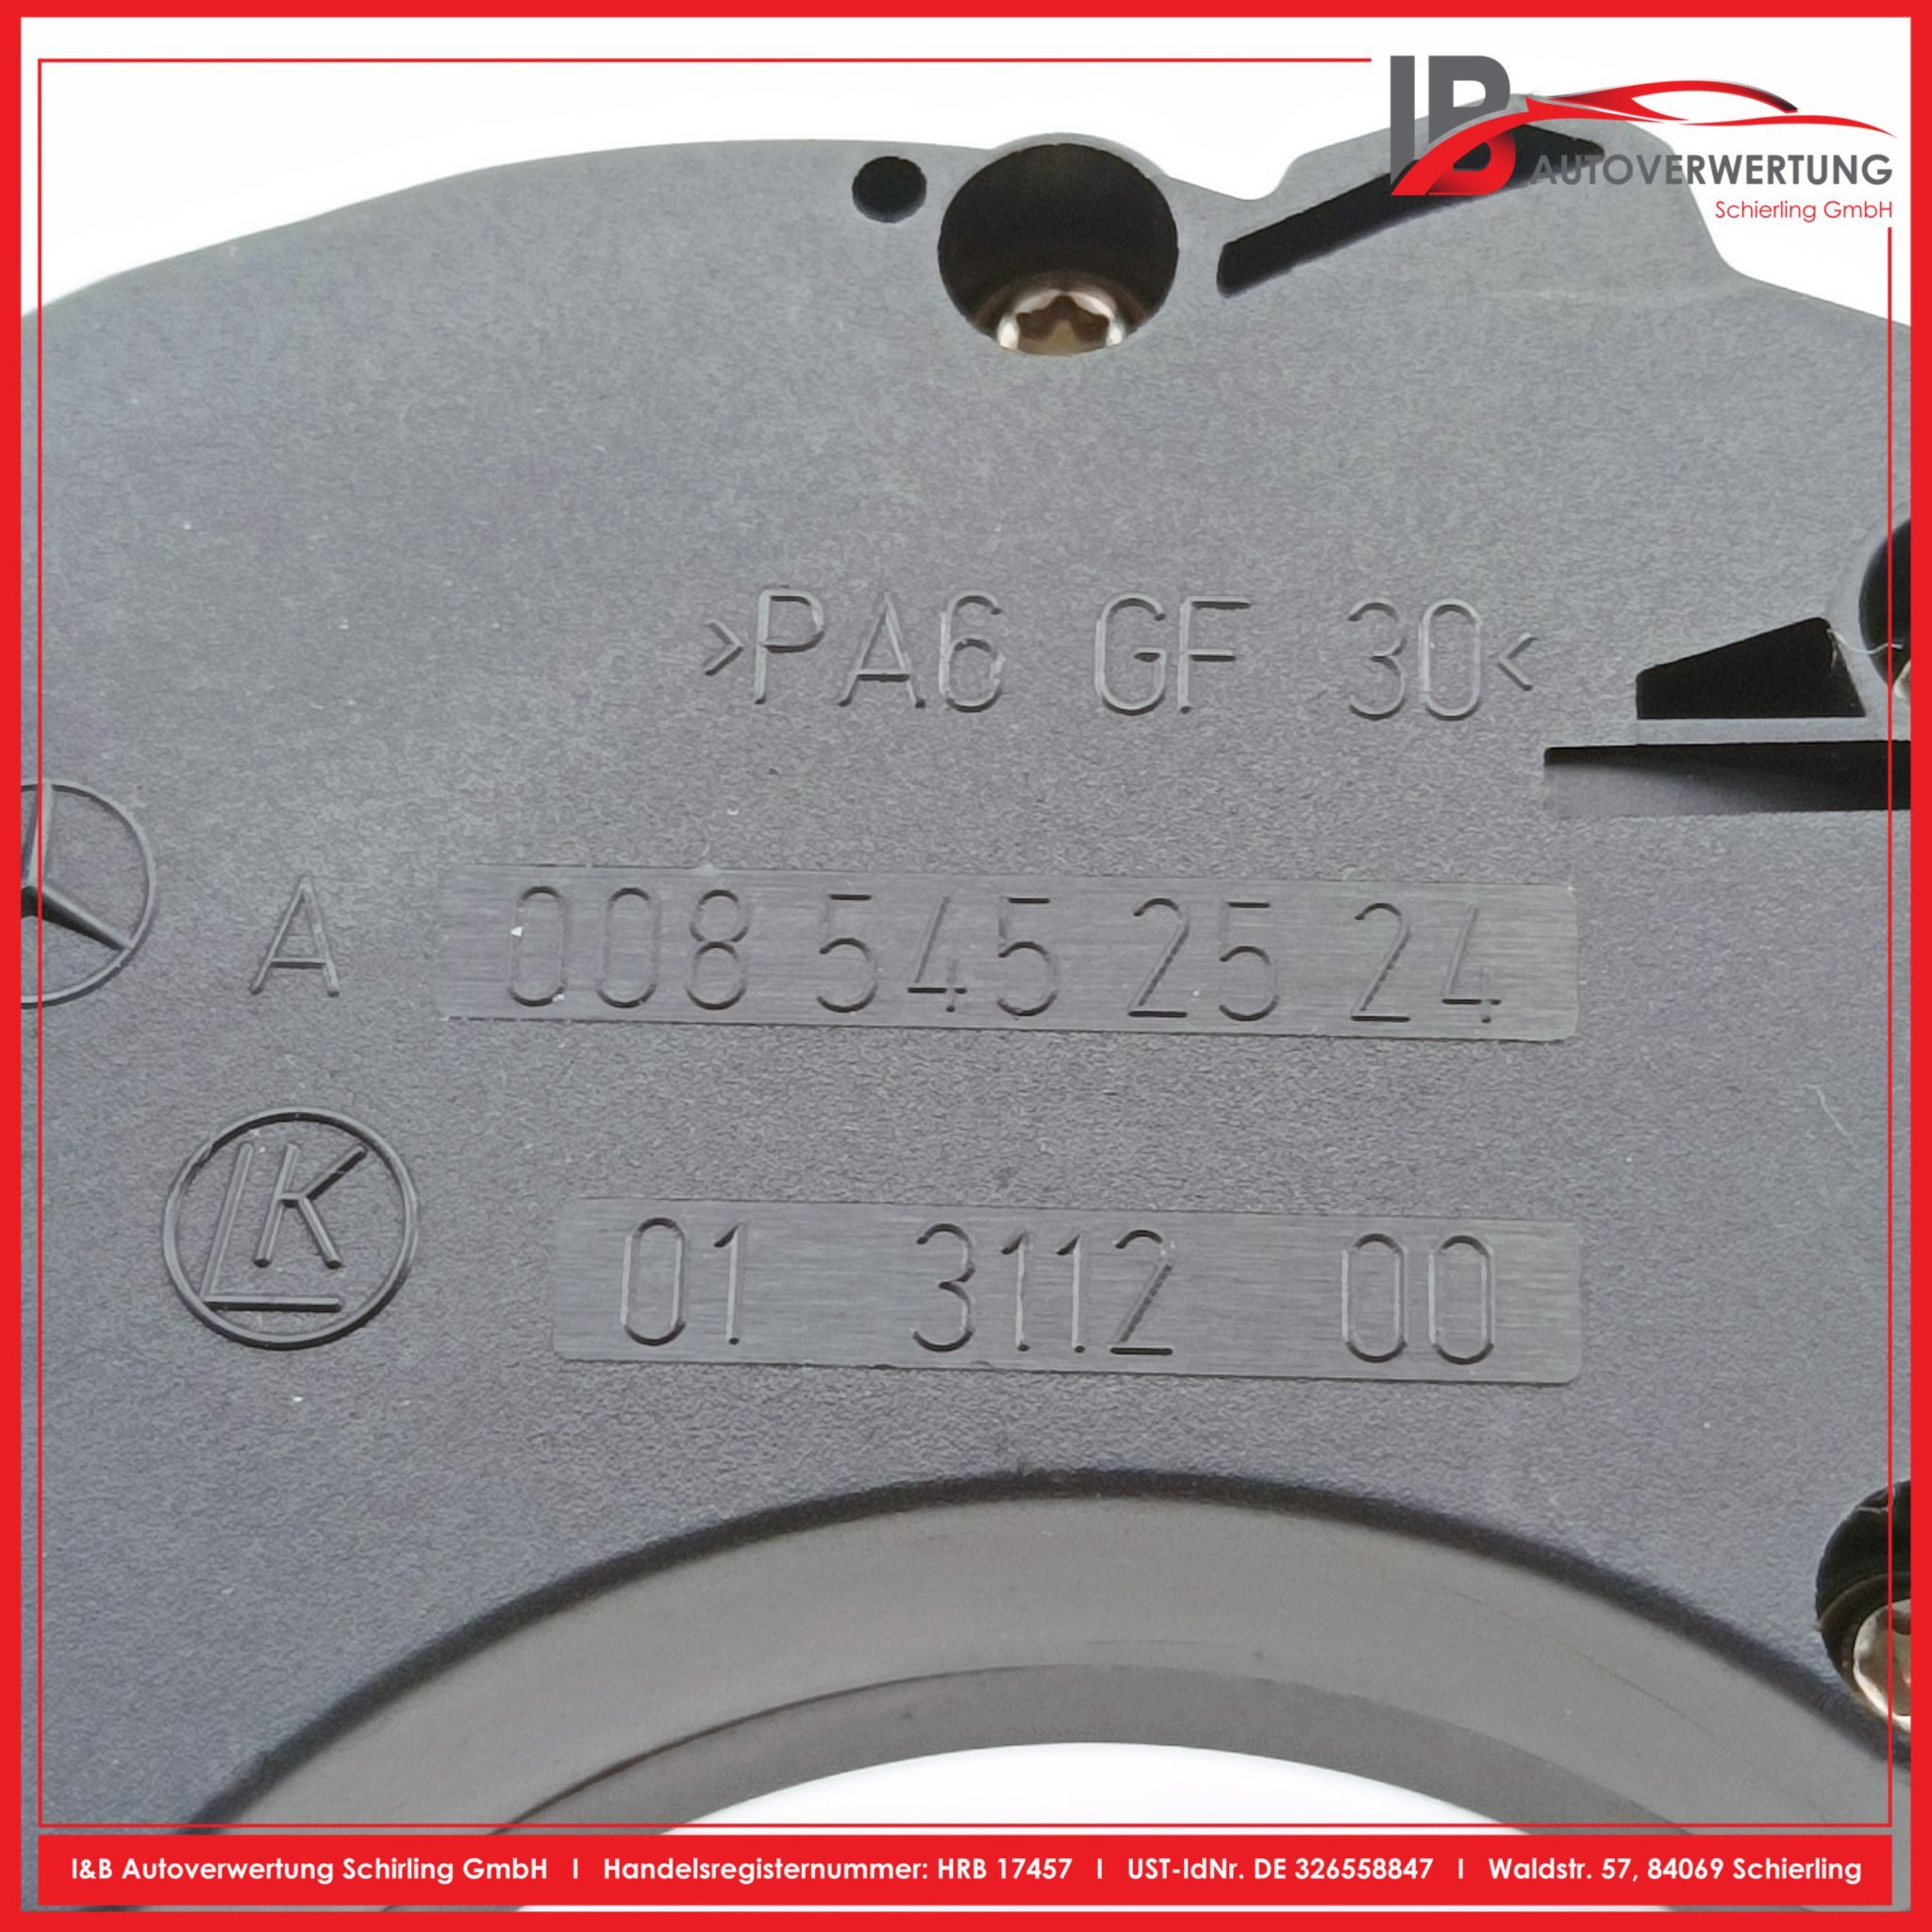 IB
AUTOVERWERTUNG
Schierling GmbH
>PA6 GF 30<
A 008 545 25 24
LK 01 3112 00
I&B Autoverwertung Schirling GmbH I Handelsregisternummer: HRB 17457 I UST-IdNr. DE 326558847 I Waldstr. 57, 84069 Schierling